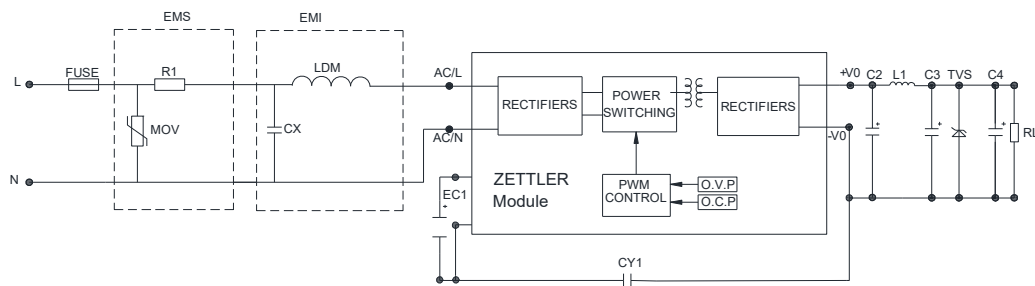 EMS
EMI
L
FUSE
R1
LDM
AC/L
+V0
C2
L1
C3
TVS
C4
RECTIFIERS
POWER
SWITCHING
RECTIFIERS
MOV
CX
AC/N
-V0
RL
N
EC1
ZETTLER
Module
PWM
CONTROL
O.V.P
O.C.P
CY1